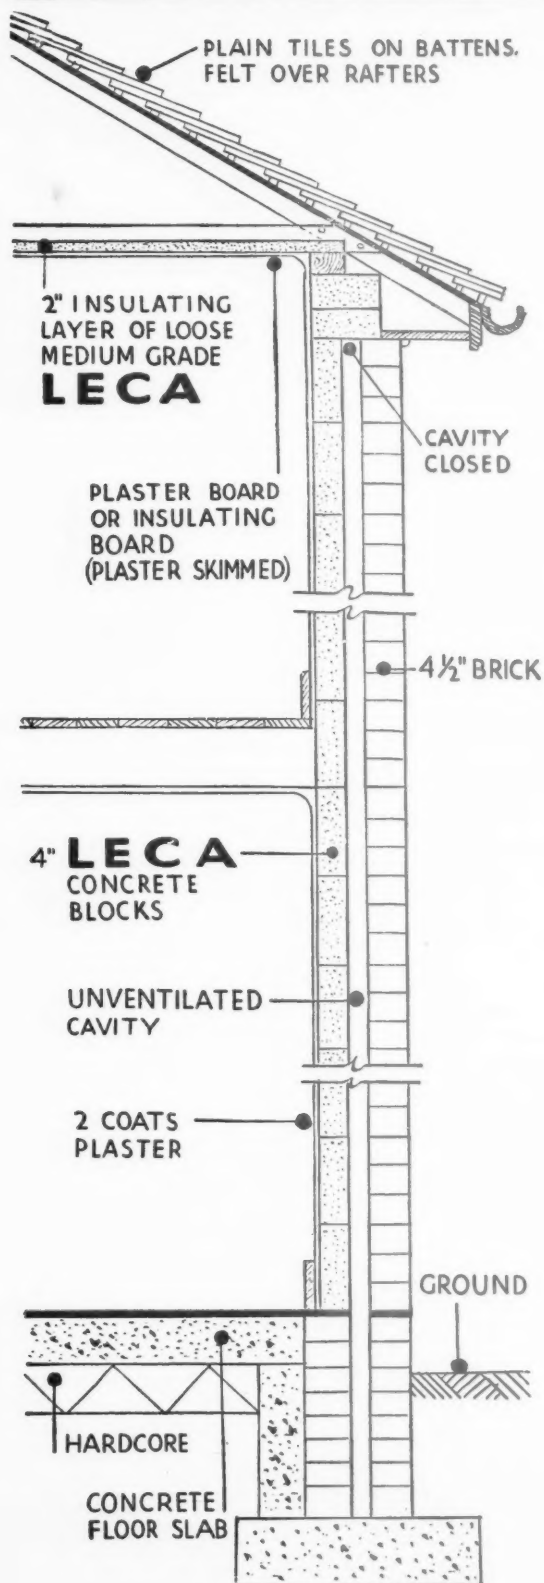 PLAIN TILES ON BATTENS.
FELT OVER RAFTERS
2" INSULATING
LAYER OF LOOSE
MEDIUM GRADE
LECA
CAVITY
CLOSED
PLASTER BOARD
OR INSULATING
BOARD
(PLASTER SKIMMED)
4½" BRICK
4" LECA
CONCRETE
BLOCKS
UNVENTILATED
CAVITY
2 COATS
PLASTER
GROUND
HARDCORE
CONCRETE
FLOOR SLAB